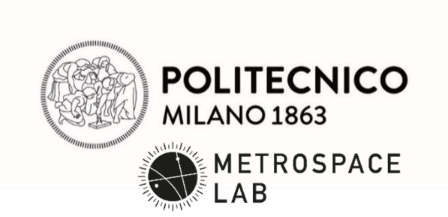 POLITECNICO
MILANO 1863
METROSPACE
LAB